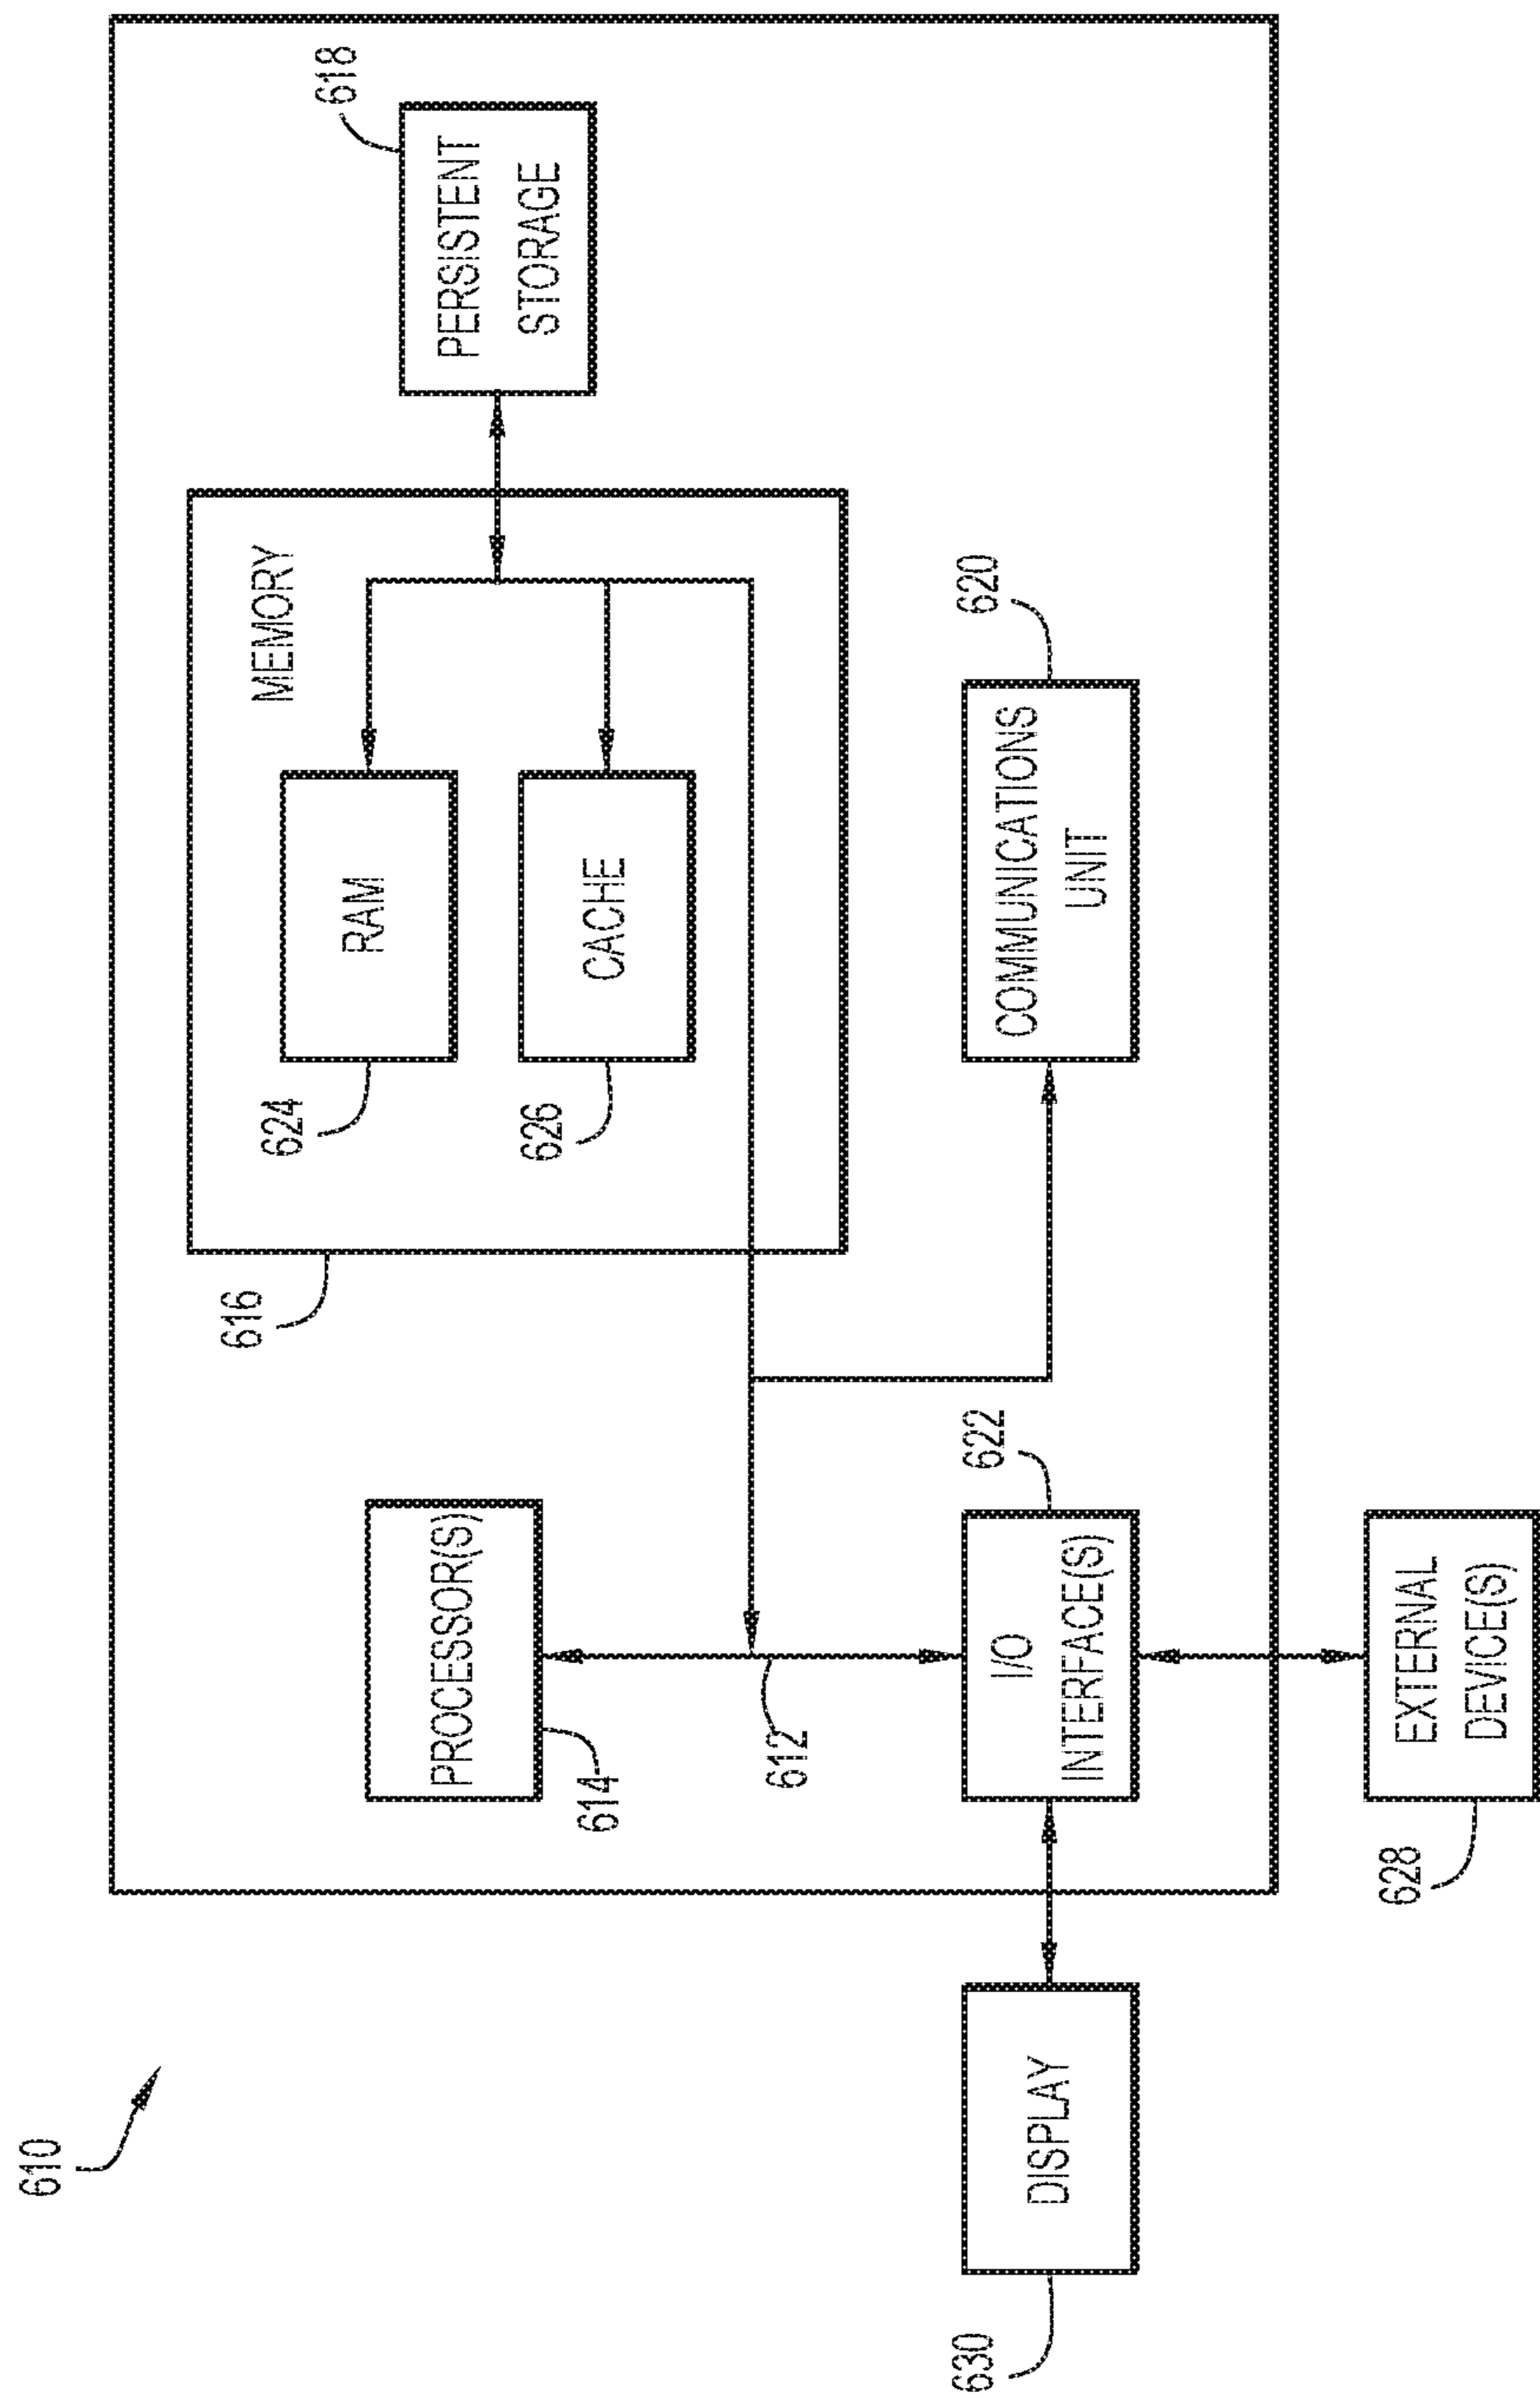 610
614
PROCESSOR(S)
616
624
RAM
MEMORY
626
CACHE
618
PERSISTENT
STORAGE
612
630
DISPLAY
622
I/O
INTERFACE(S)
620
COMMUNICATIONS
UNIT
628
EXTERNAL
DEVICE(S)